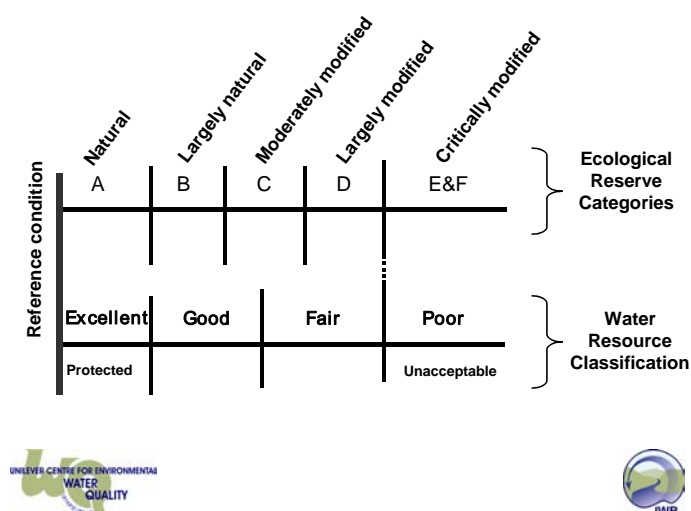 Natural
Largely natural
Moderately modified
Largely modified
Critically modified
Reference condition
A B C D E&F
Ecological
Reserve
Categories
Excellent Good Fair Poor
Protected Unacceptable
Water
Resource
Classification
UNILEVER CENTRE FOR ENVIRONMENTAL
WATER
QUALITY
IWR